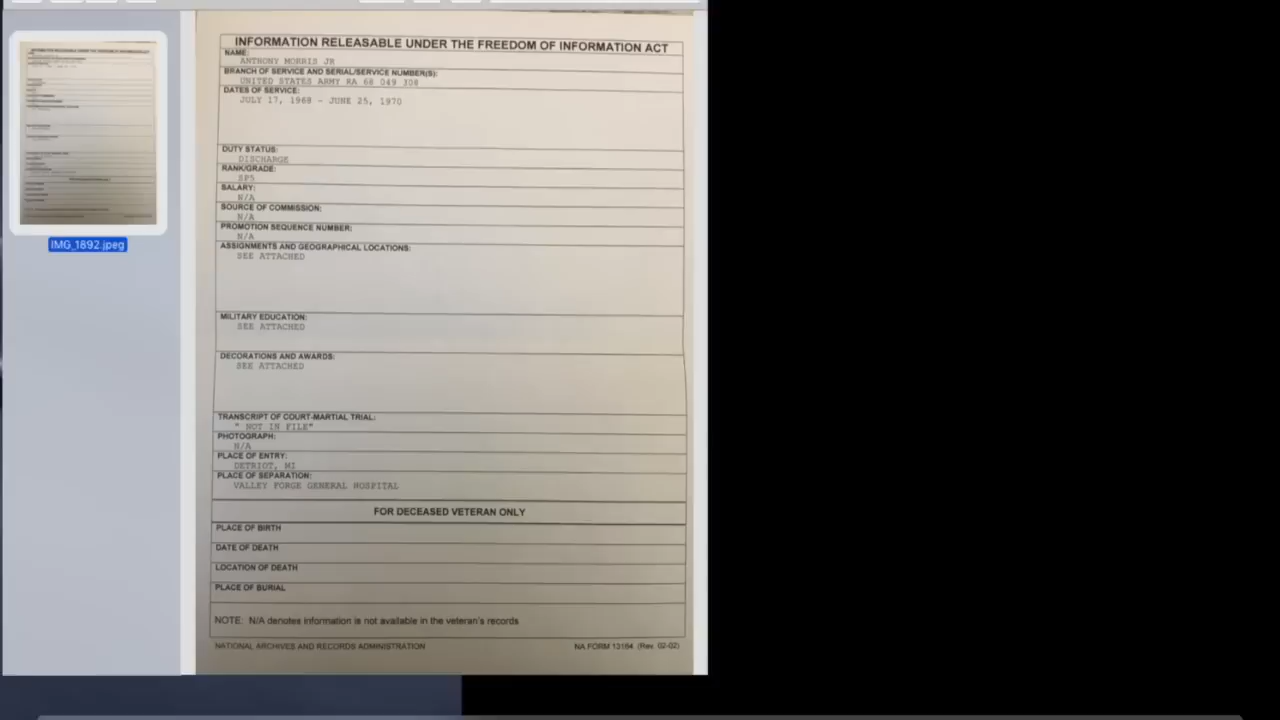 INFORMATION RELEASABLE UNDER THE FREEDOM OF INFORMATION ACT
NAME:
ANTHONY MORRIS JR
BRANCH OF SERVICE AND SERIAL/SERVICE NUMBER(S):
UNITED STATES ARMY RA 68 049 308
DATES OF SERVICE:
JULY 17, 1968 - JUNE 25, 1970
DUTY STATUS:
DISCHARGE
RANK/GRADE:
SP5
SALARY:
N/A
SOURCE OF COMMISSION:
N/A
PROMOTION SEQUENCE NUMBER:
N/A
ASSIGNMENTS AND GEOGRAPHICAL LOCATIONS:
SEE ATTACHED
MILITARY EDUCATION:
SEE ATTACHED
DECORATIONS AND AWARDS:
SEE ATTACHED
TRANSCRIPT OF COURT-MARTIAL TRIAL:
" NOT IN FILE"
PHOTOGRAPH:
N/A
PLACE OF ENTRY:
DETRIOT, MI
PLACE OF SEPARATION:
VALLEY FORGE GENERAL HOSPITAL
FOR DECEASED VETERAN ONLY
PLACE OF BIRTH
DATE OF DEATH
LOCATION OF DEATH
PLACE OF BURIAL
NOTE: N/A denotes information is not available in the veteran's records
NATIONAL ARCHIVES AND RECORDS ADMINISTRATION NA FORM 13164 (Rev. 02-02)
IMG_1892.jpeg